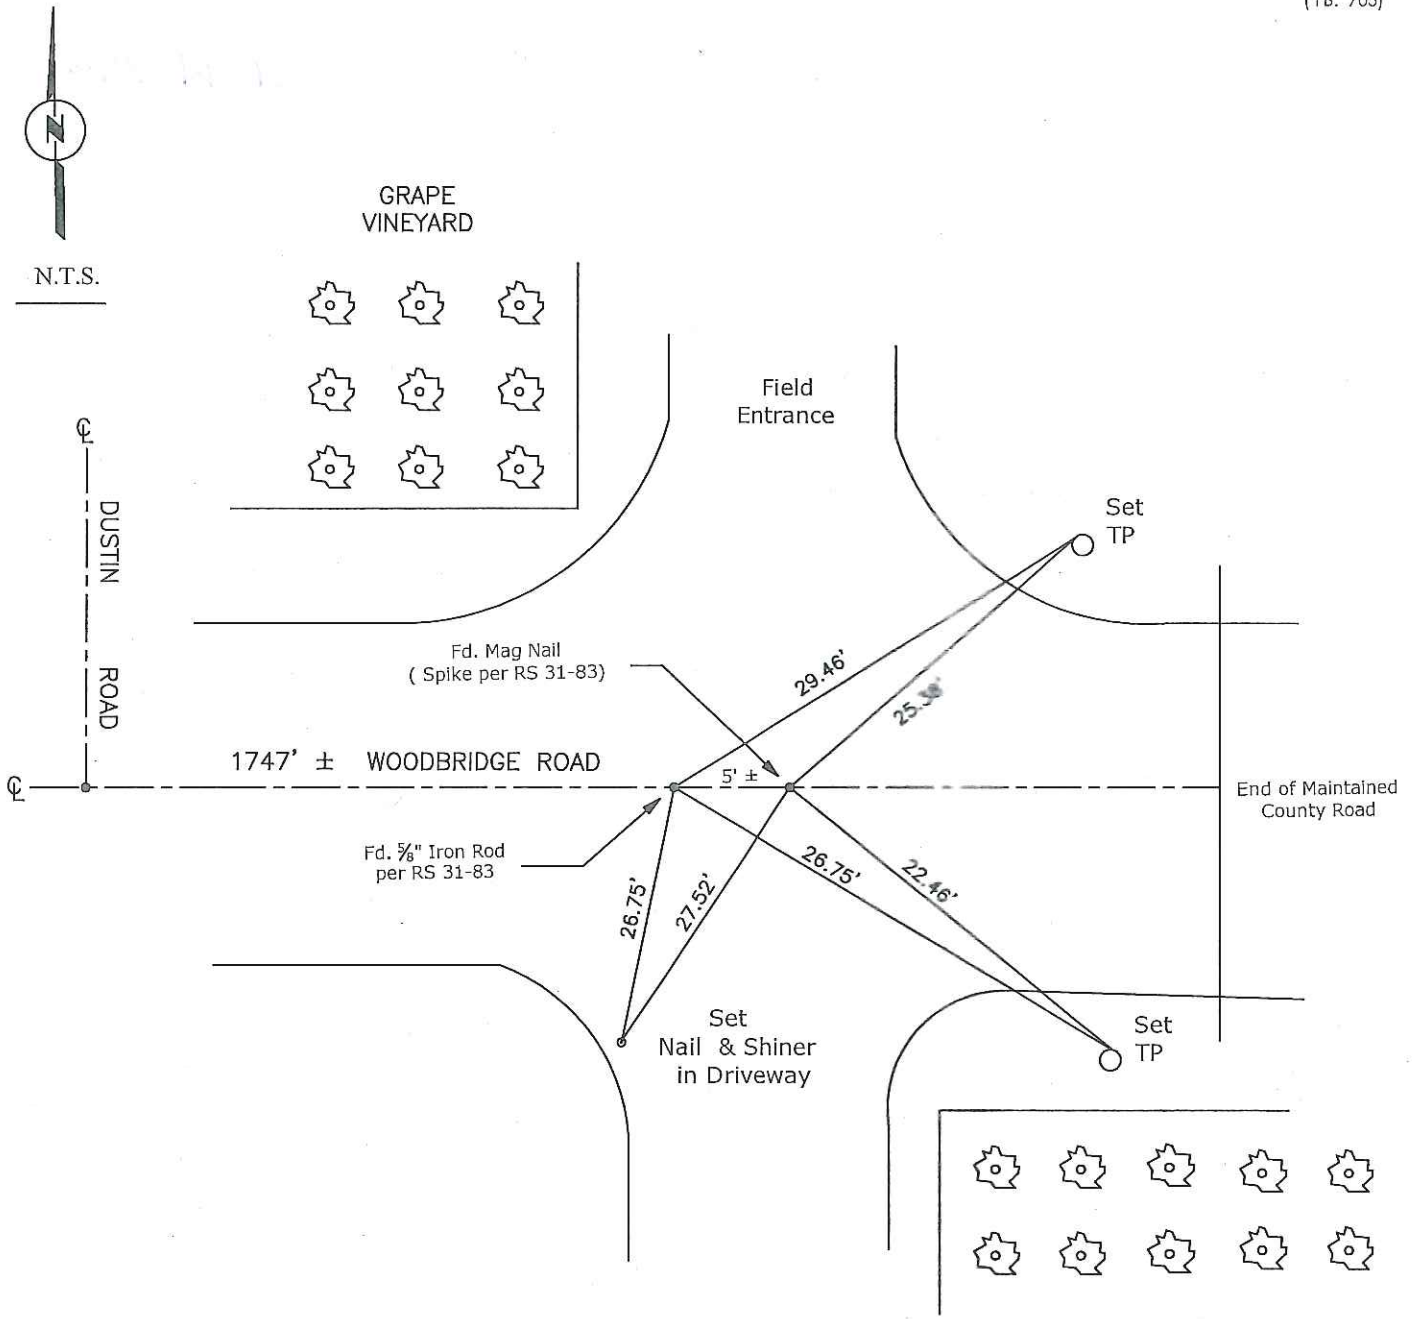 N
N.T.S.
GRAPE
VINEYARD
Field
Entrance
℄
DUSTIN ROAD
Set
TP
Fd. Mag Nail
( Spike per RS 31-83)
29.46'
1747' ± WOODBRIDGE ROAD
5' ±
℄
End of Maintained
County Road
Fd. ⅝" Iron Rod
per RS 31-83
26.75'
27.52'
26.75'
22.46'
Set
Nail & Shiner
in Driveway
Set
TP